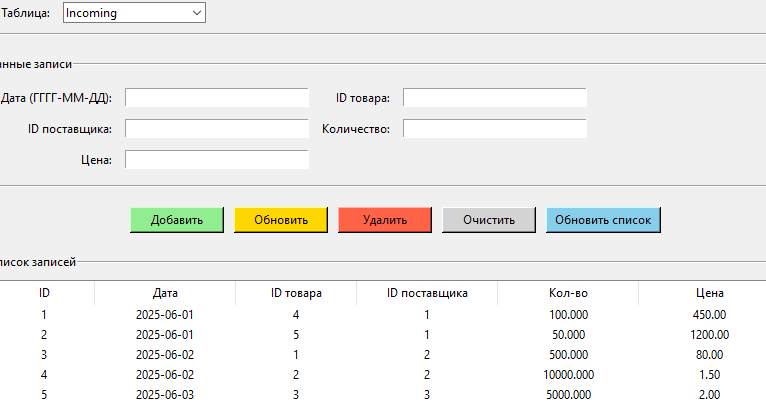 Таблица: Incoming
анные записи
Дата (ГГГГ-ММ-ДД): ID товара:
ID поставщика: Количество:
Цена:
Добавить Обновить Удалить Очистить Обновить список
писок записей
ID Дата ID товара ID поставщика Кол-во Цена
1 2025-06-01 4 1 100.000 450.00
2 2025-06-01 5 1 50.000 1200.00
3 2025-06-02 1 2 500.000 80.00
4 2025-06-02 2 2 10000.000 1.50
5 2025-06-03 3 3 5000.000 2.00